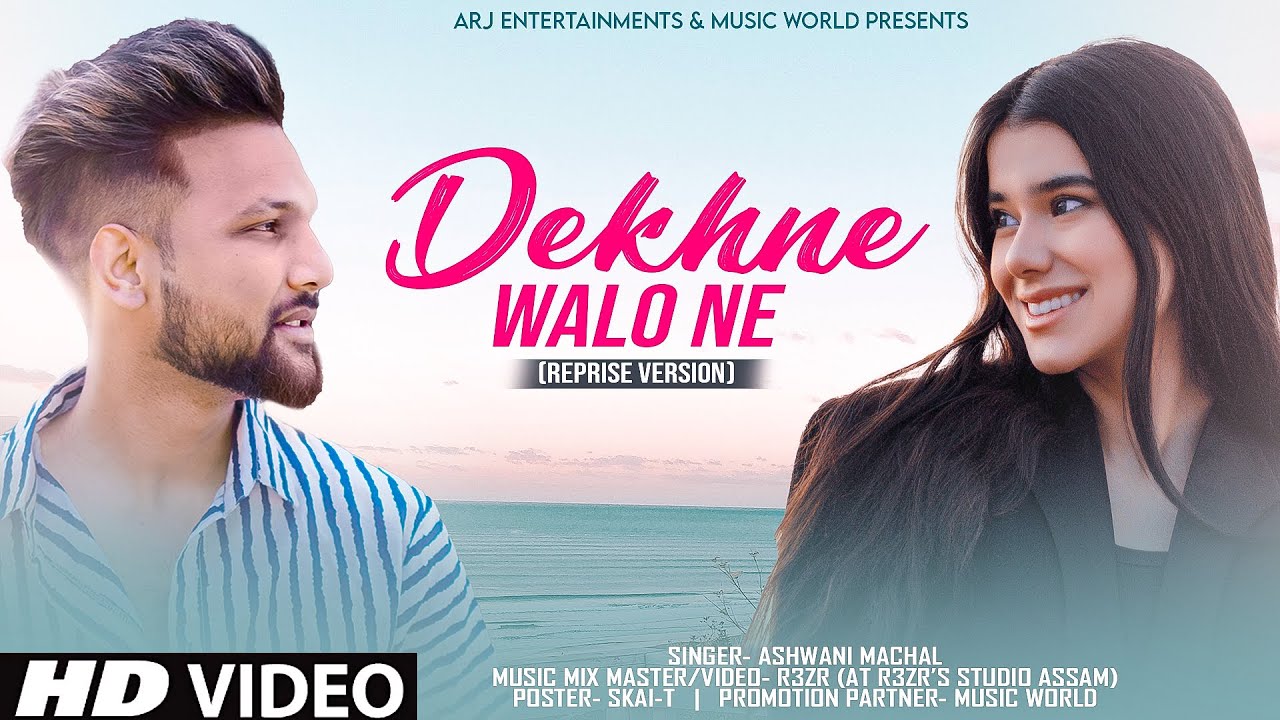 ARJ ENTERTAINMENTS & MUSIC WORLD PRESENTS
Dekhne
WALO NE
(REPRISE VERSION)
SINGER- ASHWANI MACHAL
MUSIC MIX MASTER/VIDEO- R3ZR (AT R3ZR'S STUDIO ASSAM)
POSTER- SKAI-T | PROMOTION PARTNER- MUSIC WORLD
HD VIDEO